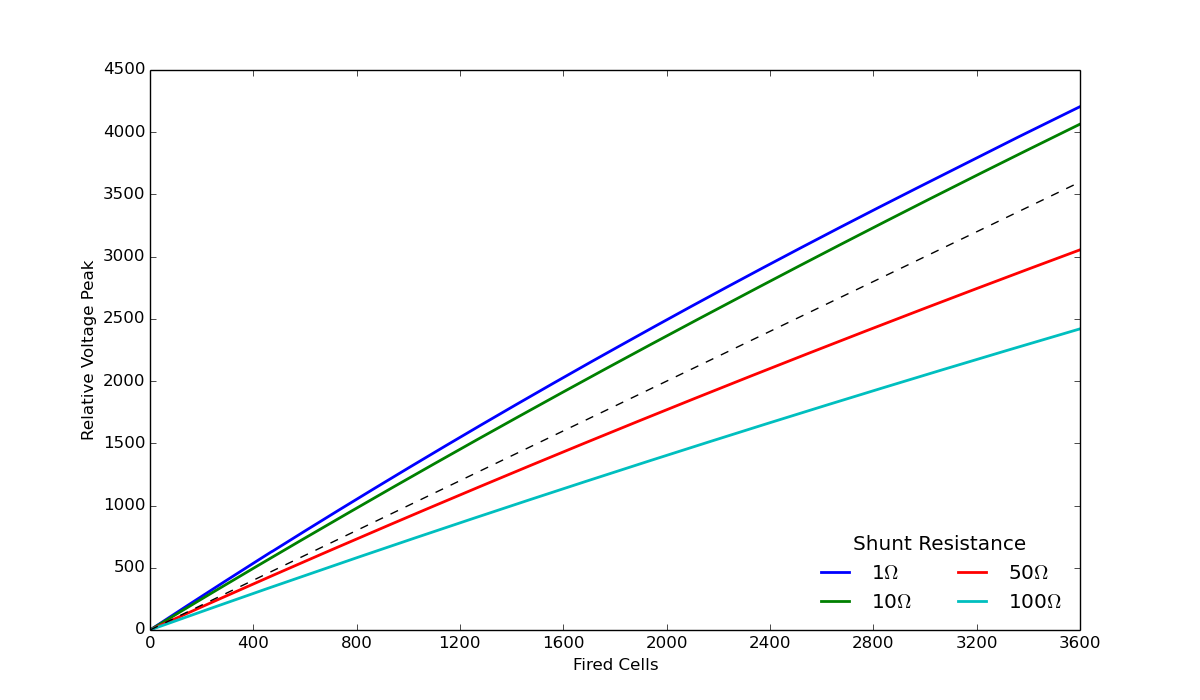 4500
4000
3500
3000
2500
2000
1500
1000
500
0
Relative Voltage Peak
0 400 800 1200 1600 2000 2400 2800 3200 3600
Fired Cells
Shunt Resistance
1Ω 50Ω
10Ω 100Ω